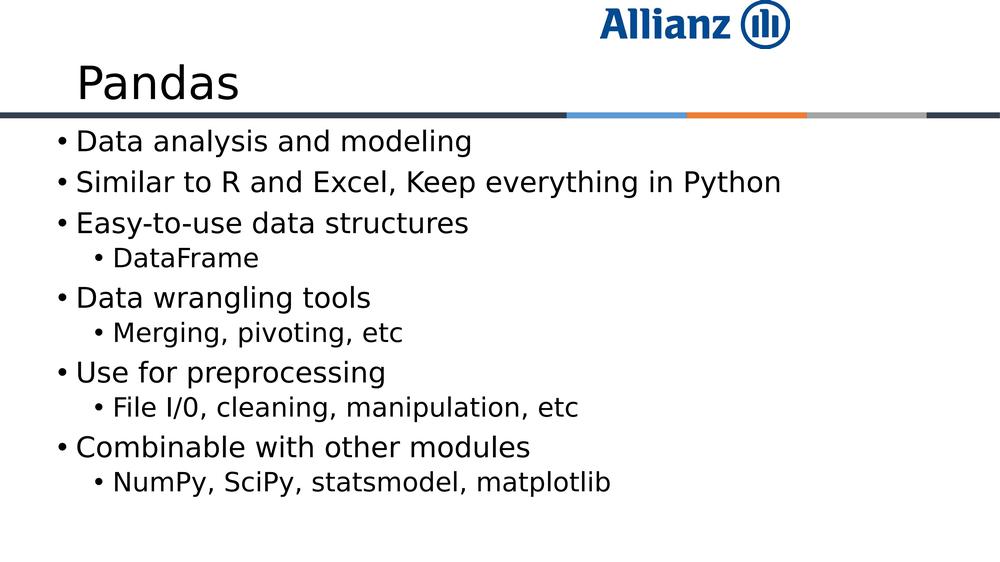 Allianz
Pandas
• Data analysis and modeling
• Similar to R and Excel, Keep everything in Python
• Easy-to-use data structures
• DataFrame
• Data wrangling tools
• Merging, pivoting, etc
• Use for preprocessing
• File I/0, cleaning, manipulation, etc
• Combinable with other modules
• NumPy, SciPy, statsmodel, matplotlib